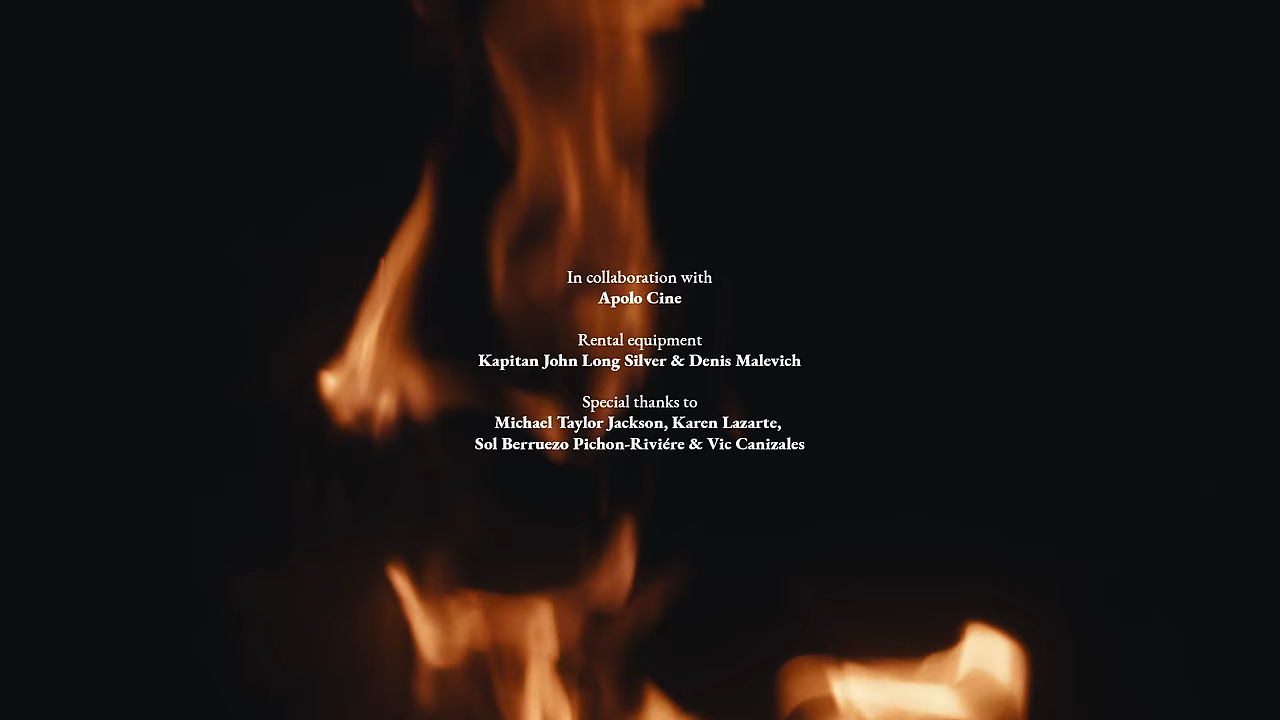 In collaboration with
Apolo Cine
Rental equipment
Kapitan John Long Silver & Denis Malevich
Special thanks to
Michael Taylor Jackson, Karen Lazarte,
Sol Berruezo Pichon-Riviére & Vic Canizales